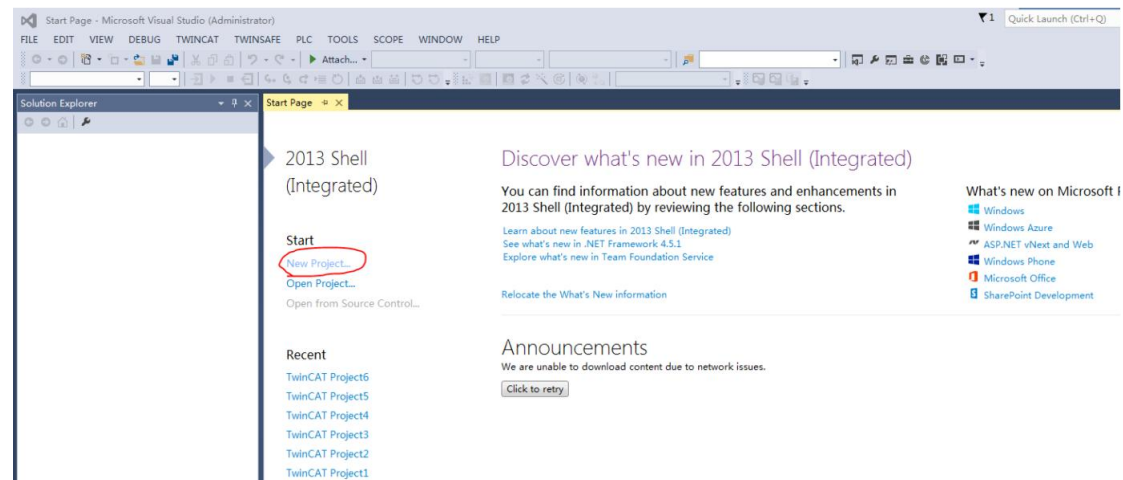 Start Page - Microsoft Visual Studio (Administrator)
1
Quick Launch (Ctrl+Q)
FILE EDIT VIEW DEBUG TWINCAT TWINSAFE PLC TOOLS SCOPE WINDOW HELP
Attach...
Solution Explorer
Start Page
2013 Shell
(Integrated)
Start
New Project...
Open Project...
Open from Source Control...
Recent
TwinCAT Project6
TwinCAT Project5
TwinCAT Project4
TwinCAT Project3
TwinCAT Project2
TwinCAT Project1
Discover what's new in 2013 Shell (Integrated)
You can find information about new features and enhancements in
2013 Shell (Integrated) by reviewing the following sections.
Learn about new features in 2013 Shell (Integrated)
See what's new in .NET Framework 4.5.1
Explore what's new in Team Foundation Service
Relocate the What's New information
Announcements
We are unable to download content due to network issues.
Click to retry
What's new on Microsoft
Windows
Windows Azure
ASP.NET vNext and Web
Windows Phone
Microsoft Office
SharePoint Development